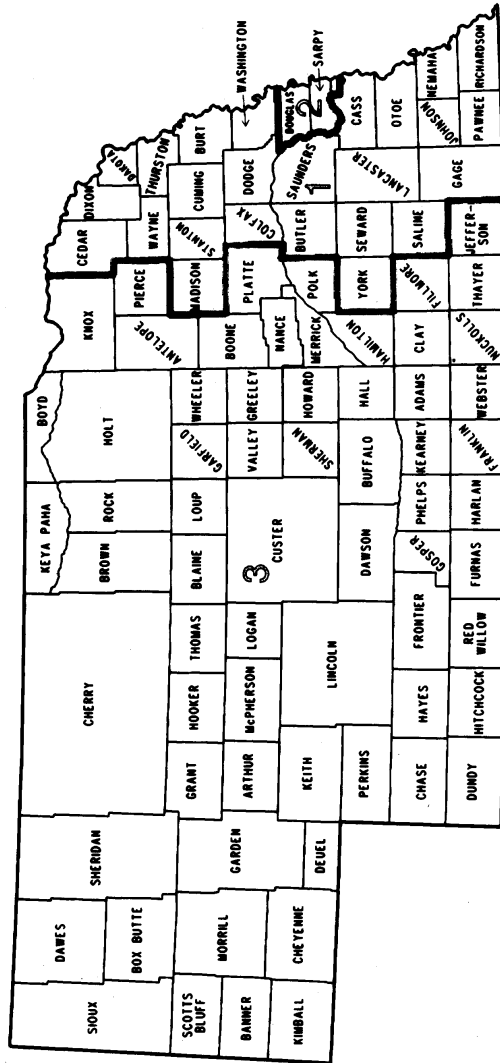 SIOUX
DAWES
BOX BUTTE
SHERIDAN
SCOTTS
BLUFF
BANNER
KIMBALL
MORRILL
CHEYENNE
GARDEN
DEUEL
CHERRY
GRANT
HOOKER
THOMAS
ARTHUR
McPHERSON
LOGAN
KEITH
LINCOLN
PERKINS
CHASE
HAYES
FRONTIER
DUNDY
HITCHCOCK
RED
WILLOW
KEYA PAHA
BOYD
BROWN
ROCK
HOLT
BLAINE
LOUP
GARFIELD
WHEELER
3
CUSTER
VALLEY
GREELEY
SHERMAN
HOWARD
DAWSON
BUFFALO
HALL
GOSPER
PHELPS
KEARNEY
ADAMS
FURNAS
HARLAN
FRANKLIN
WEBSTER
KNOX
ANTELOPE
PIERCE
BOONE
MADISON
NANCE
PLATTE
MERRICK
POLK
HAMILTON
YORK
CLAY
FILLMORE
NUCKOLLS
THAYER
CEDAR
DIXON
DAKOTA
WAYNE
THURSTON
STANTON
CUMING
BURT
COLFAX
DODGE
WASHINGTON
BUTLER
SAUNDERS
1
DOUGLAS
2
SARPY
SEWARD
LANCASTER
CASS
OTOE
SALINE
GAGE
JOHNSON
NEMAHA
JEFFER-
SON
PAWNEE
RICHARDSON